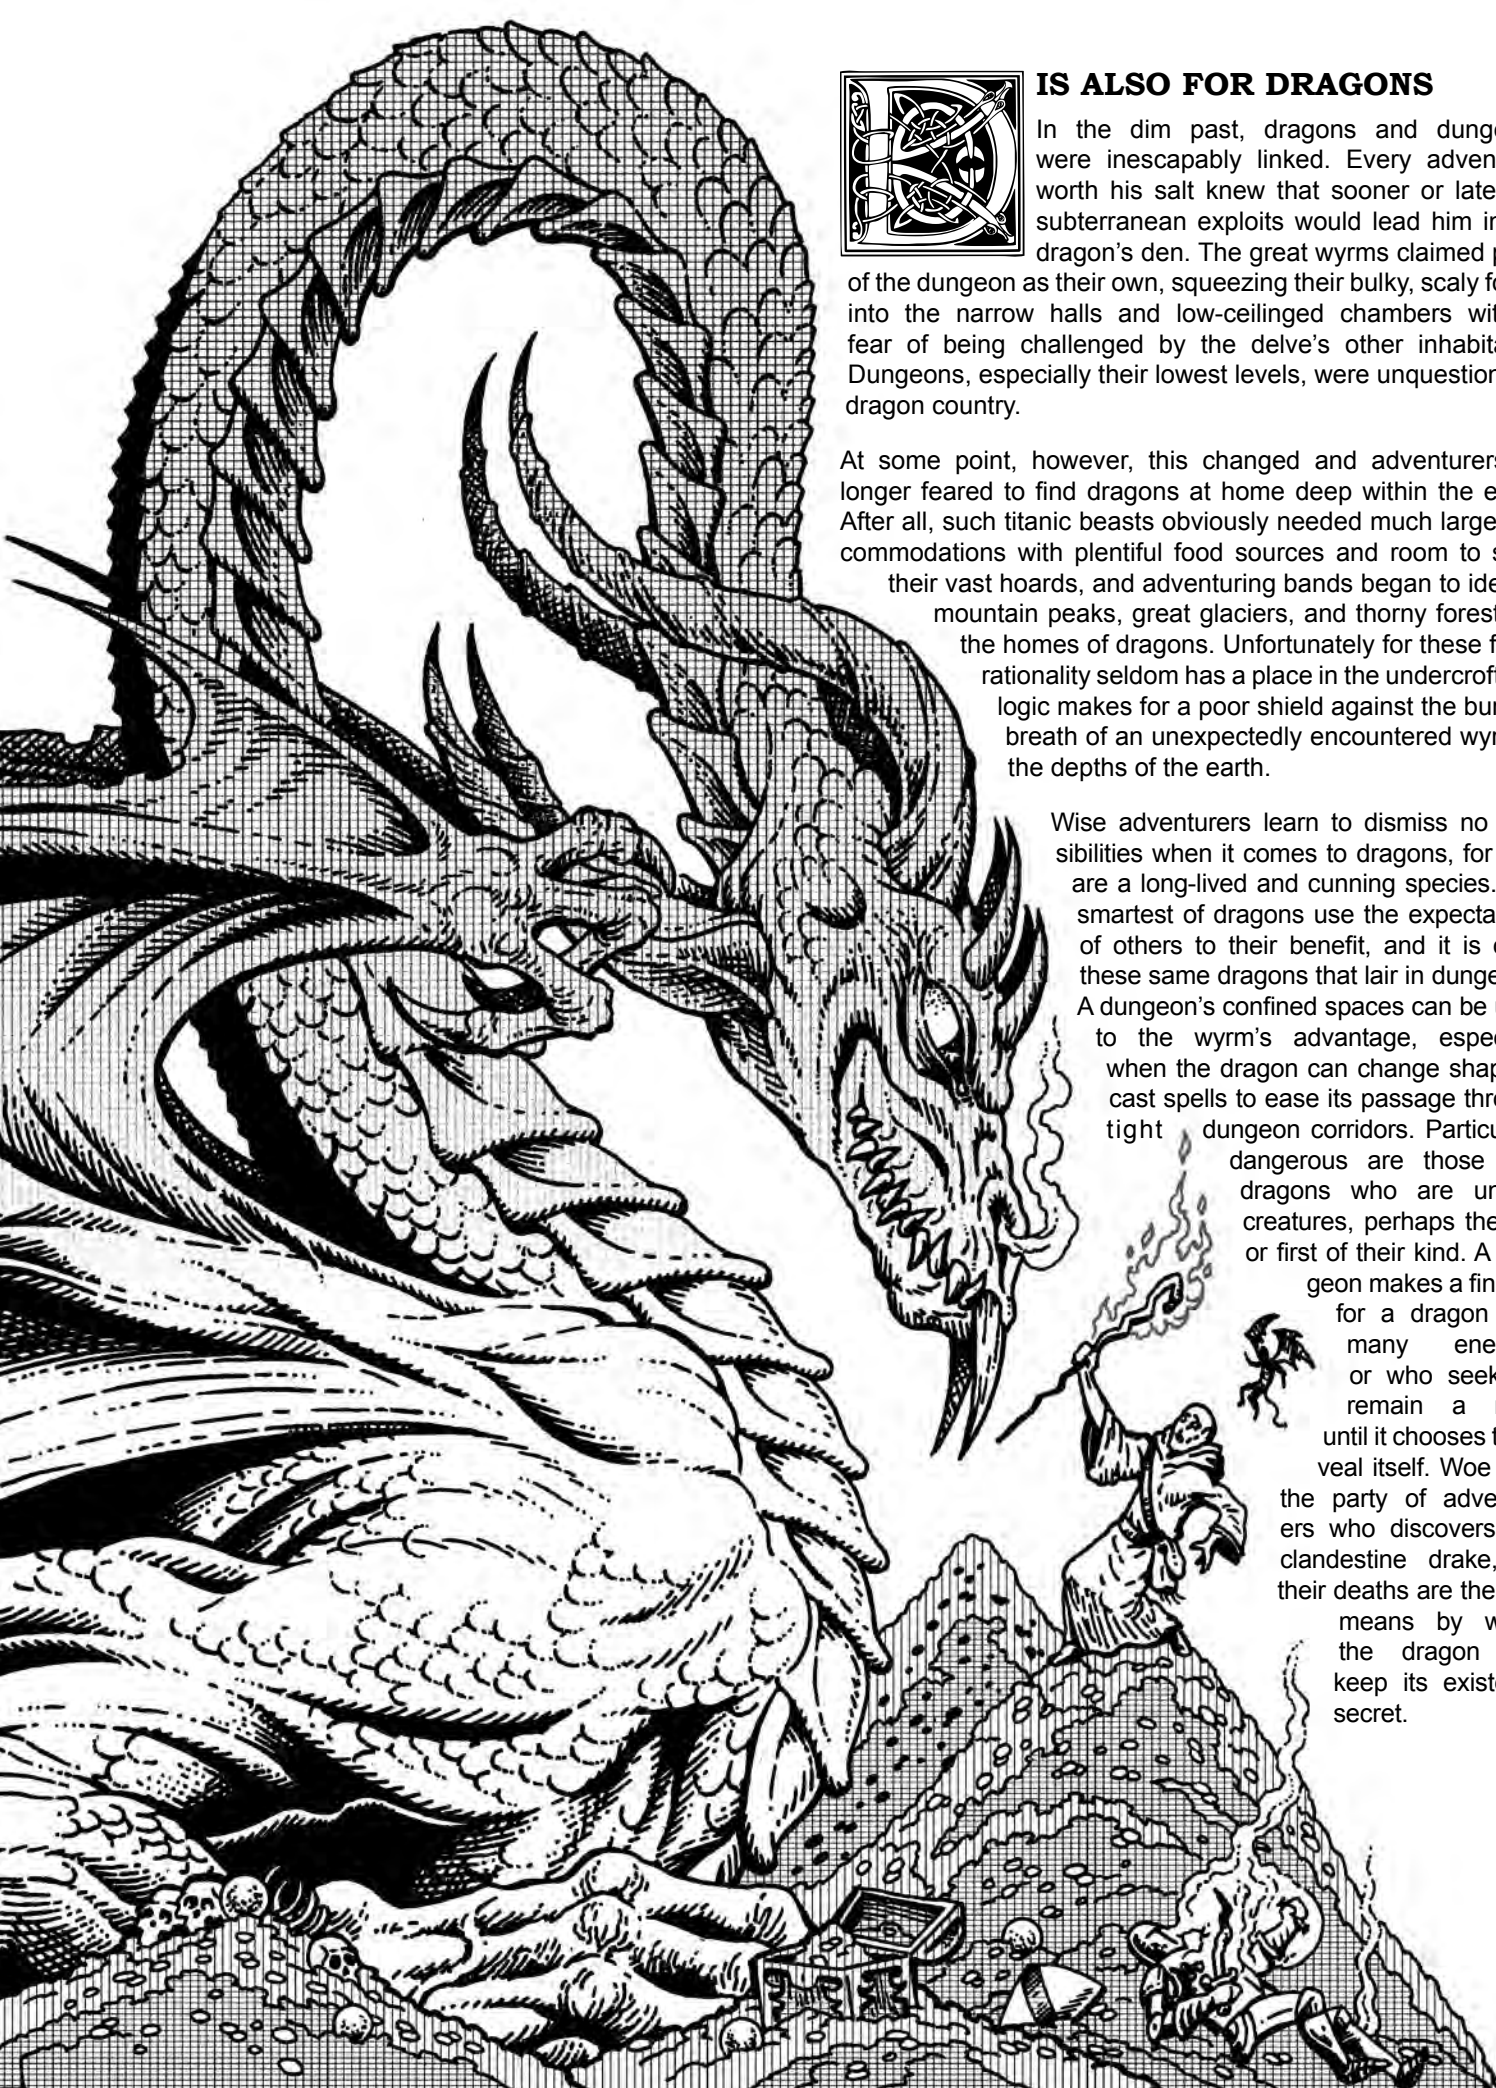 D IS ALSO FOR DRAGONS
In the dim past, dragons and dunge
were inescapably linked. Every adven
worth his salt knew that sooner or late
subterranean exploits would lead him in
dragon’s den. The great wyrms claimed p
of the dungeon as their own, squeezing their bulky, scaly fo
into the narrow halls and low-ceilinged chambers wit
fear of being challenged by the delve’s other inhabita
Dungeons, especially their lowest levels, were unquestion
dragon country.
At some point, however, this changed and adventurers
longer feared to find dragons at home deep within the e
After all, such titanic beasts obviously needed much large
commodations with plentiful food sources and room to s
their vast hoards, and adventuring bands began to ide
mountain peaks, great glaciers, and thorny forest
the homes of dragons. Unfortunately for these f
rationality seldom has a place in the undercroft
logic makes for a poor shield against the bur
breath of an unexpectedly encountered wyr
the depths of the earth.
Wise adventurers learn to dismiss no
sibilities when it comes to dragons, for
are a long-lived and cunning species.
smartest of dragons use the expecta
of others to their benefit, and it is o
these same dragons that lair in dunge
A dungeon’s confined spaces can be u
to the wyrm’s advantage, espec
when the dragon can change shap
cast spells to ease its passage thro
tight dungeon corridors. Particu
dangerous are those
dragons who are un
creatures, perhaps the
or first of their kind. A
geon makes a fin
for a dragon
many ene
or who seek
remain a
until it chooses t
veal itself. Woe
the party of adve
ers who discovers
clandestine drake,
their deaths are the
means by w
the dragon
keep its existe
secret.